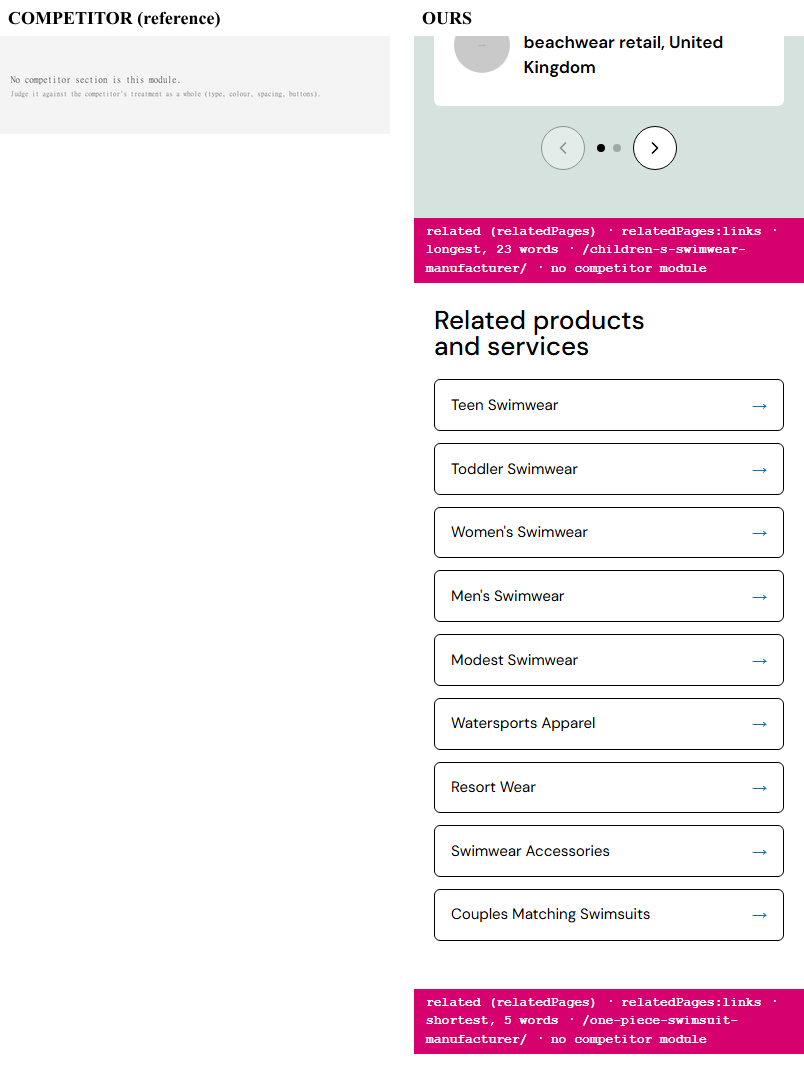 COMPETITOR (reference)
No competitor section is this module.
Judge it against the competitor's treatment as a whole (type, colour, spacing, buttons).
OURS
beachwear retail, United
Kingdom
related (relatedPages) · relatedPages:links ·
longest, 23 words · /children-s-swimwear-
manufacturer/ · no competitor module
Related products
and services
Teen Swimwear →
Toddler Swimwear →
Women's Swimwear →
Men's Swimwear →
Modest Swimwear →
Watersports Apparel →
Resort Wear →
Swimwear Accessories →
Couples Matching Swimsuits →
related (relatedPages) · relatedPages:links ·
shortest, 5 words · /one-piece-swimsuit-
manufacturer/ · no competitor module